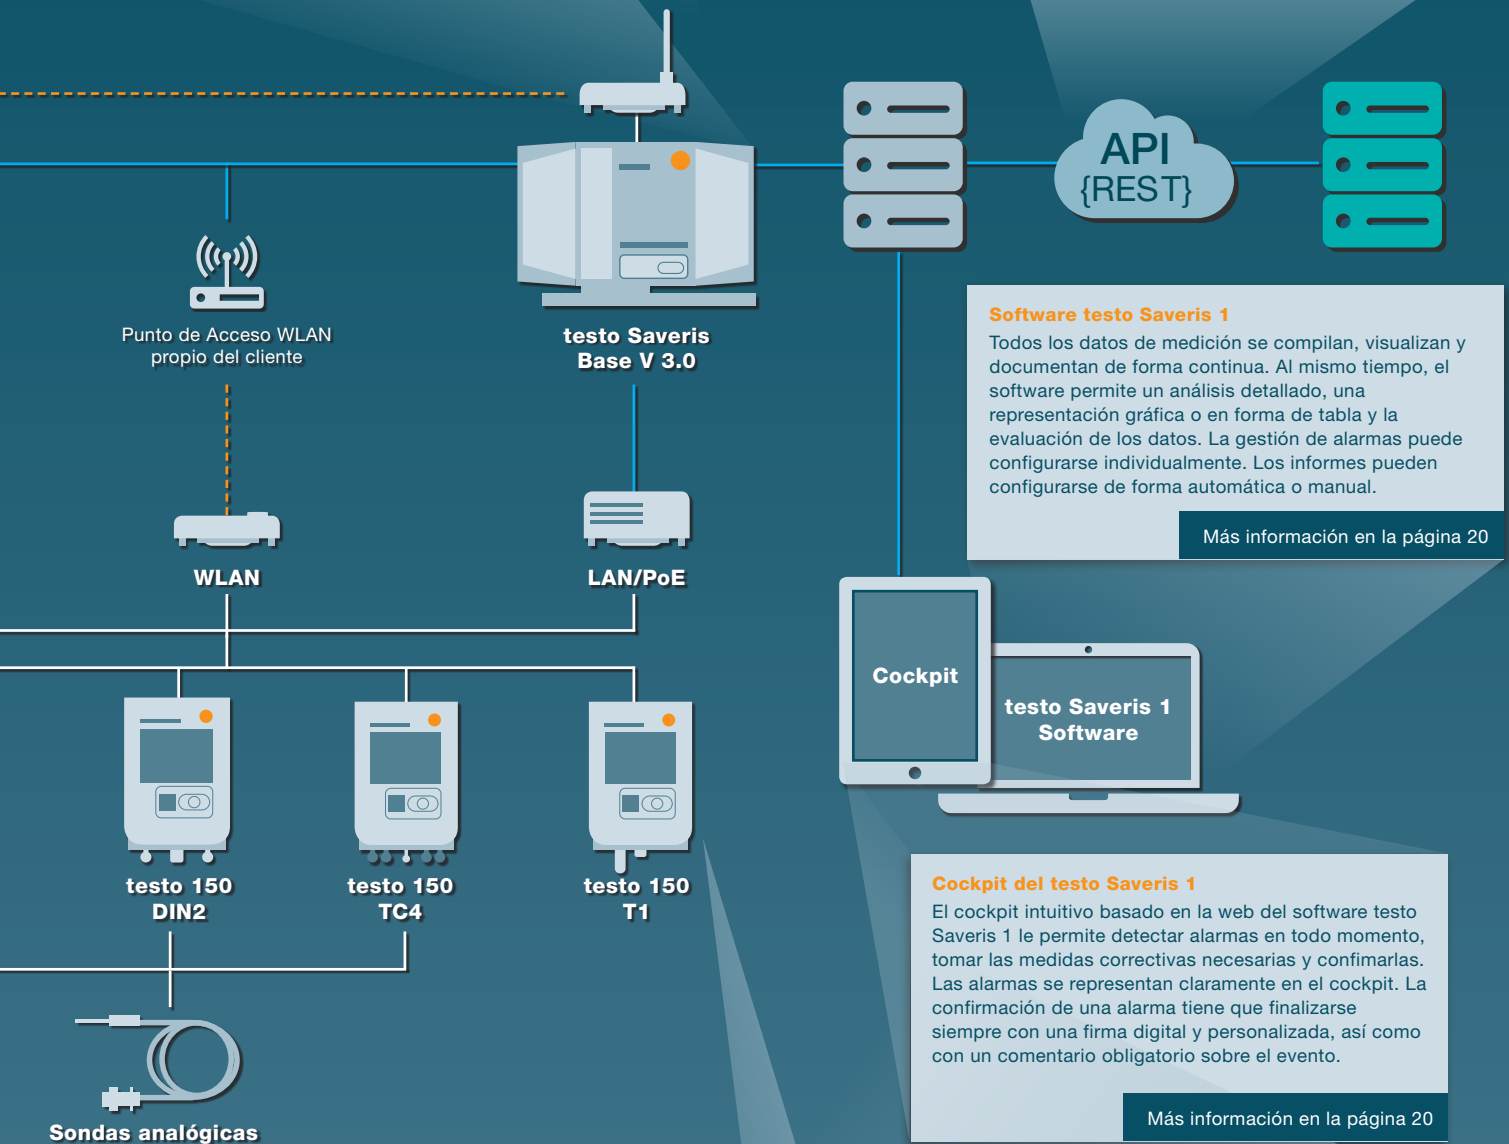 API
{REST}
Punto de Acceso WLAN
propio del cliente
testo Saveris
Base V 3.0
Software testo Saveris 1
Todos los datos de medición se compilan, visualizan y
documentan de forma continua. Al mismo tiempo, el
software permite un análisis detallado, una
representación gráfica o en forma de tabla y la
evaluación de los datos. La gestión de alarmas puede
configurarse individualmente. Los informes pueden
configurarse de forma automática o manual.
Más información en la página 20
WLAN
LAN/PoE
Cockpit
testo Saveris 1
Software
testo 150
DIN2
testo 150
TC4
testo 150
T1
Cockpit del testo Saveris 1
El cockpit intuitivo basado en la web del software testo
Saveris 1 le permite detectar alarmas en todo momento,
tomar las medidas correctivas necesarias y confimarlas.
Las alarmas se representan claramente en el cockpit. La
confirmación de una alarma tiene que finalizarse
siempre con una firma digital y personalizada, así como
con un comentario obligatorio sobre el evento.
Más información en la página 20
Sondas analógicas